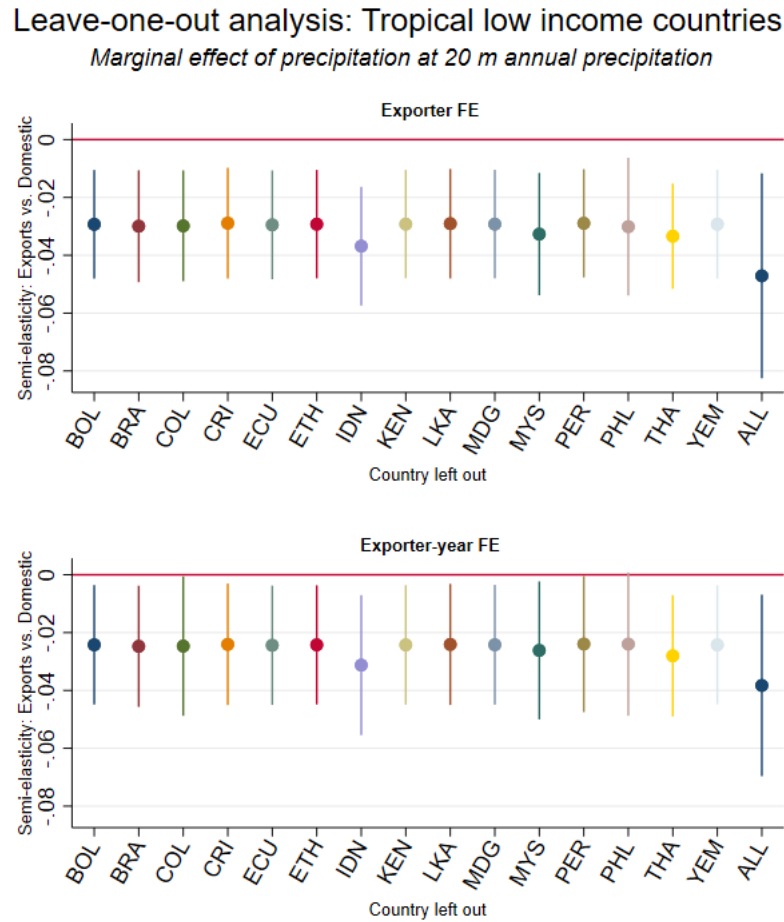 Leave-one-out analysis: Tropical low income countries
Marginal effect of precipitation at 20 m annual precipitation
Exporter FE
Semi-elasticity: Exports vs. Domestic
0
-.02
-.04
-.06
-.08
BOL BRA COL CRI ECU ETH IDN KEN LKA MDG MYS PER PHL THA YEM ALL
Country left out
Exporter-year FE
Semi-elasticity: Exports vs. Domestic
0
-.02
-.04
-.06
-.08
BOL BRA COL CRI ECU ETH IDN KEN LKA MDG MYS PER PHL THA YEM ALL
Country left out